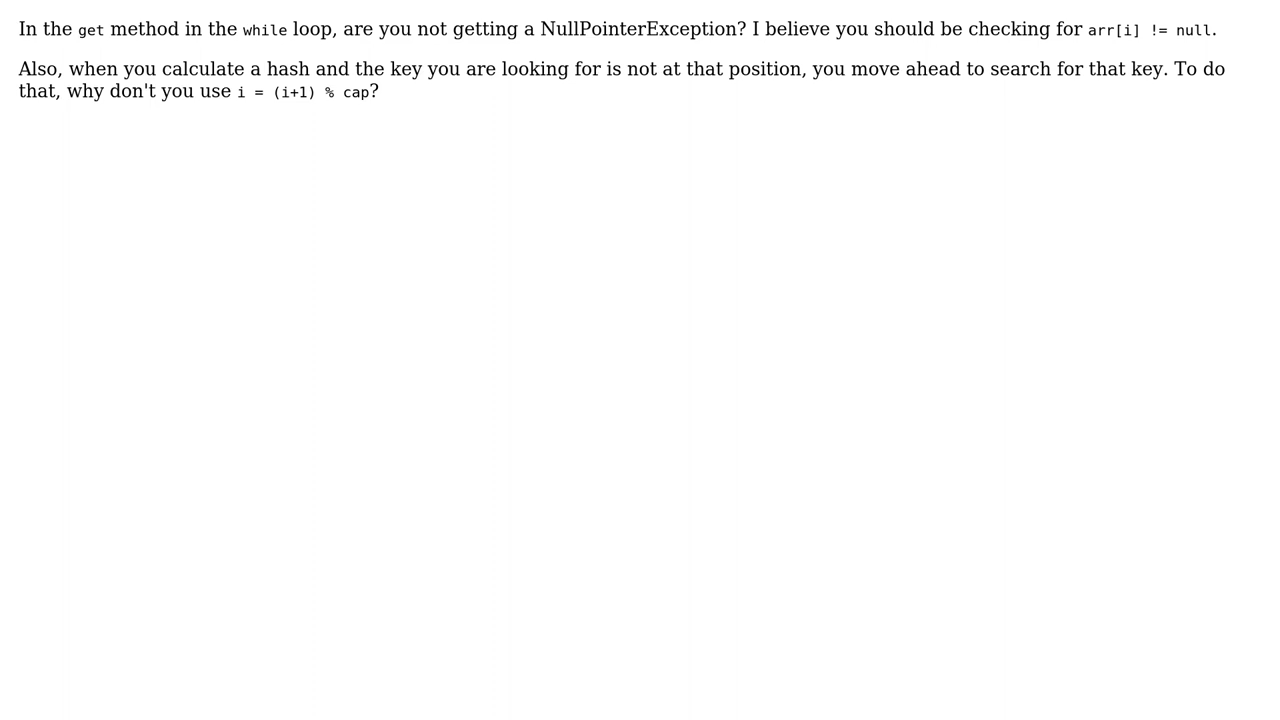 In the get method in the while loop, are you not getting a NullPointerException? I believe you should be checking for arr[i] != null.
Also, when you calculate a hash and the key you are looking for is not at that position, you move ahead to search for that key. To do
that, why don't you use i = (i+1) % cap?